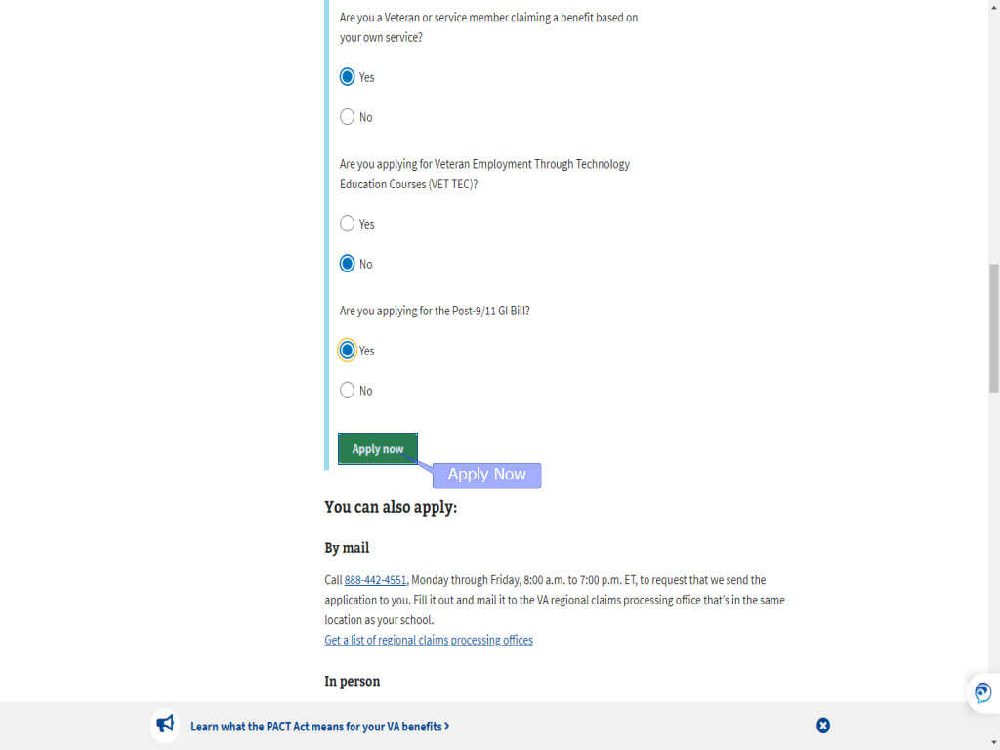 Are you a Veteran or service member claiming a benefit based on
your own service?
Yes
No
Are you applying for Veteran Employment Through Technology
Education Courses (VET TEC)?
Yes
No
Are you applying for the Post-9/11 GI Bill?
Yes
No
Apply now
Apply Now
You can also apply:
By mail
Call 888-442-4551, Monday through Friday, 8:00 a.m. to 7:00 p.m. ET, to request that we send the
application to you. Fill it out and mail it to the VA regional claims processing office that's in the same
location as your school.
Get a list of regional claims processing offices
In person
Learn what the PACT Act means for your VA benefits >